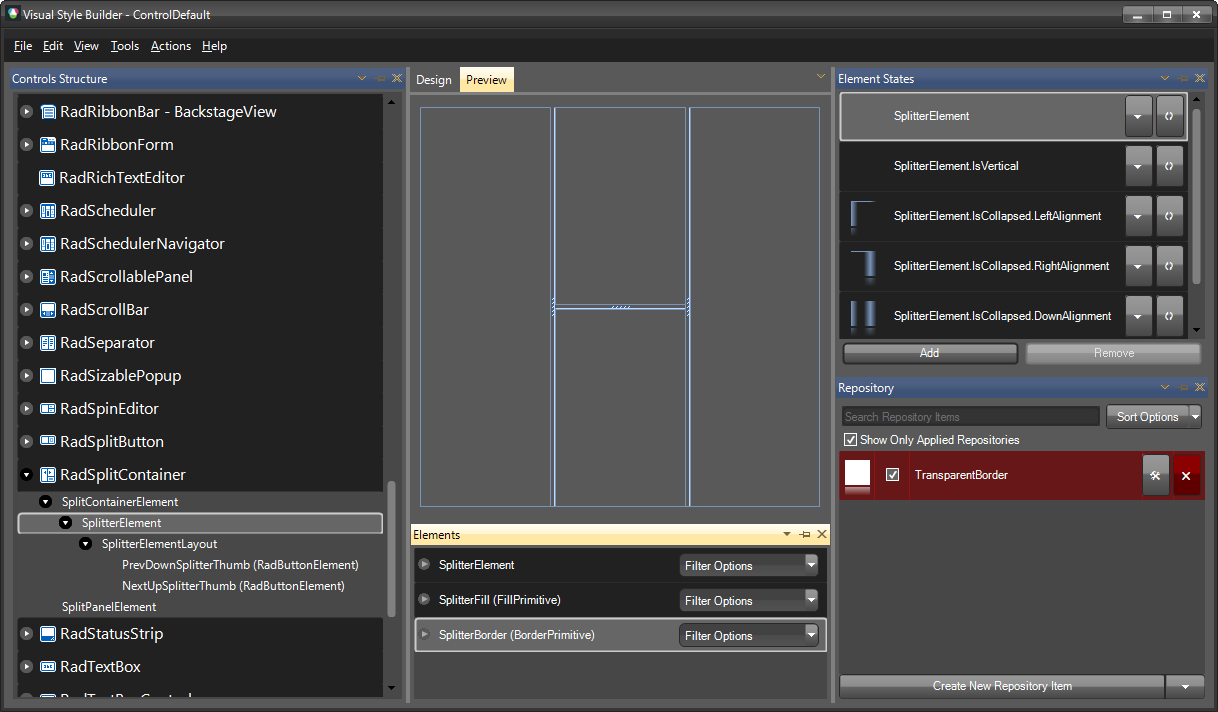 Visual Style Builder - ControlDefault
File Edit View Tools Actions Help
Controls Structure
RadRibbonBar - BackstageView
RadRibbonForm
RadRichTextEditor
RadScheduler
RadSchedulerNavigator
RadScrollablePanel
RadScrollBar
RadSeparator
RadSizablePopup
RadSpinEditor
RadSplitButton
RadSplitContainer
SplitContainerElement
SplitterElement
SplitterElementLayout
PrevDownSplitterThumb (RadButtonElement)
NextUpSplitterThumb (RadButtonElement)
SplitPanelElement
RadStatusStrip
RadTextBox
Design Preview
Elements
SplitterElement Filter Options
SplitterFill (FillPrimitive) Filter Options
SplitterBorder (BorderPrimitive) Filter Options
Element States
SplitterElement
SplitterElement.IsVertical
SplitterElement.IsCollapsed.LeftAlignment
SplitterElement.IsCollapsed.RightAlignment
SplitterElement.IsCollapsed.DownAlignment
Add Remove
Repository
Search Repository Items Sort Options
Show Only Applied Repositories
TransparentBorder
Create New Repository Item